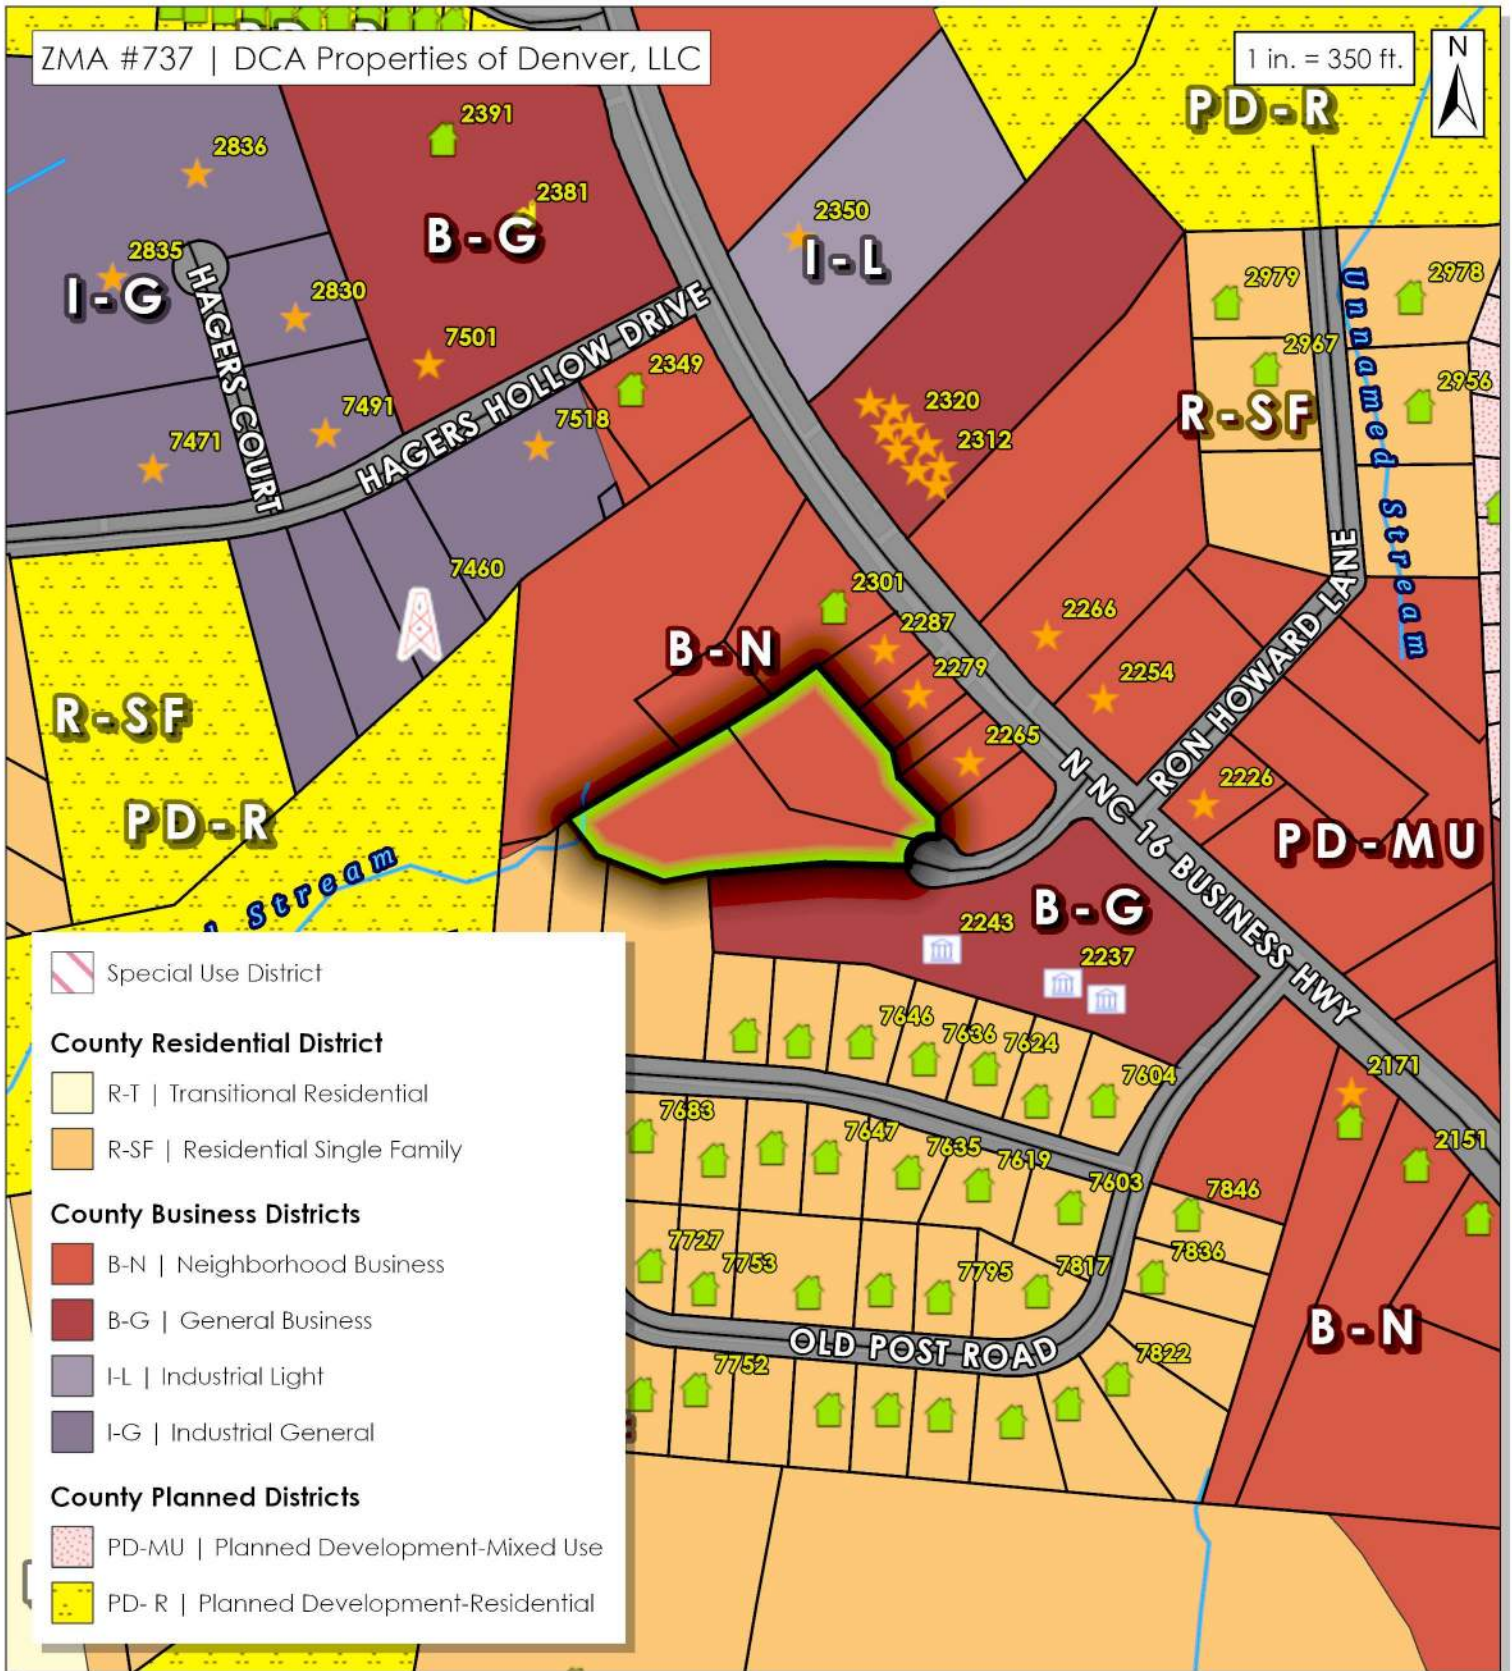 ZMA #737 | DCA Properties of Denver, LLC
1 in. = 350 ft.
N
PD-R
2391
2836
2381
B-G
2350
I-L
2835
I-G
2830
HAGERS COURT
7501
HAGERS HOLLOW DRIVE
2349
2979
2978
Unnamed Stream
2967
2956
R-SF
7491
7518
7471
2320
2312
7460
2301
2287
2279
2265
B-N
2266
2254
RON HOWARD LANE
2226
N NC 16 BUSINESS HWY
PD-MU
R-SF
PD-R
Stream
B-G
2243
2237
7646
7636
7624
7604
2171
2151
7683
7647
7635
7619
7603
7846
7836
7727
7753
7795
7817
OLD POST ROAD
7752
7822
B-N
Special Use District
County Residential District
R-T | Transitional Residential
R-SF | Residential Single Family
County Business Districts
B-N | Neighborhood Business
B-G | General Business
I-L | Industrial Light
I-G | Industrial General
County Planned Districts
PD-MU | Planned Development-Mixed Use
PD- R | Planned Development-Residential